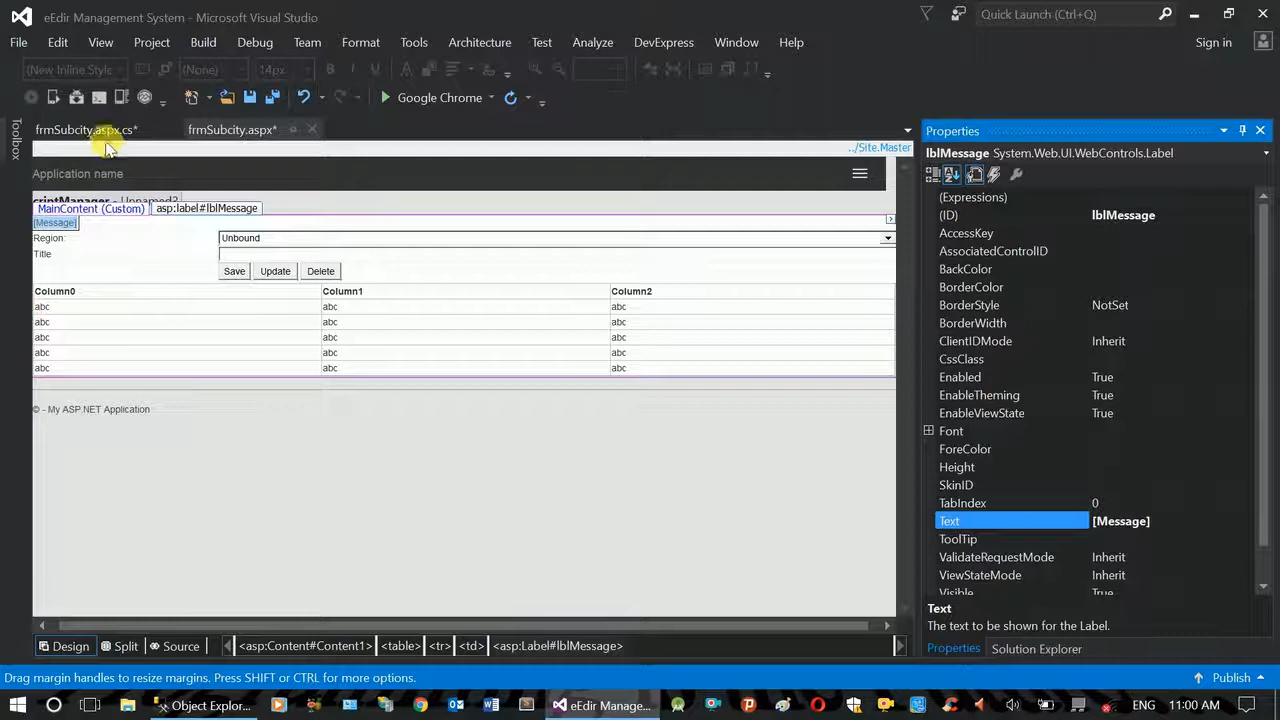 eEdir Management System - Microsoft Visual Studio
Quick Launch (Ctrl+Q)
File Edit View Project Build Debug Team Format Tools Architecture Test Analyze DevExpress Window Help
Sign in
(New Inline Style (None) 14px B I U A
Google Chrome
Toolbox
frmSubcity.aspx.cs* frmSubcity.aspx*
../Site.Master
Application name
MainContent (Custom) asp:label#lblMessage
[Message]
Region: Unbound
Title
Save Update Delete
Column0 Column1 Column2
abc abc abc
abc abc abc
abc abc abc
abc abc abc
abc abc abc
© - My ASP.NET Application
Design Split Source <asp:Content#Content1> <table> <tr> <td> <asp:Label#lblMessage>
Properties
lblMessage System.Web.UI.WebControls.Label
(Expressions)
(ID) lblMessage
AccessKey
AssociatedControlID
BackColor
BorderColor
BorderStyle NotSet
BorderWidth
ClientIDMode Inherit
CssClass
Enabled True
EnableTheming True
EnableViewState True
Font
ForeColor
Height
SkinID
TabIndex 0
Text [Message]
ToolTip
ValidateRequestMode Inherit
ViewStateMode Inherit
Visible True
Text
The text to be shown for the Label.
Properties Solution Explorer
Drag margin handles to resize margins. Press SHIFT or CTRL for more options.
Publish
Object Explor... eEdir Manage... ENG 11:00 AM